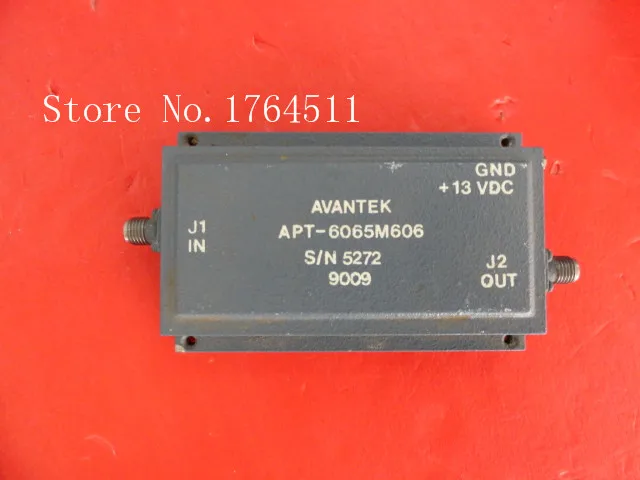 Store No.1764511
GND
+13 VDC
AVANTEK
APT-6065M606
S/N 5272
9009
J1
IN
J2
OUT